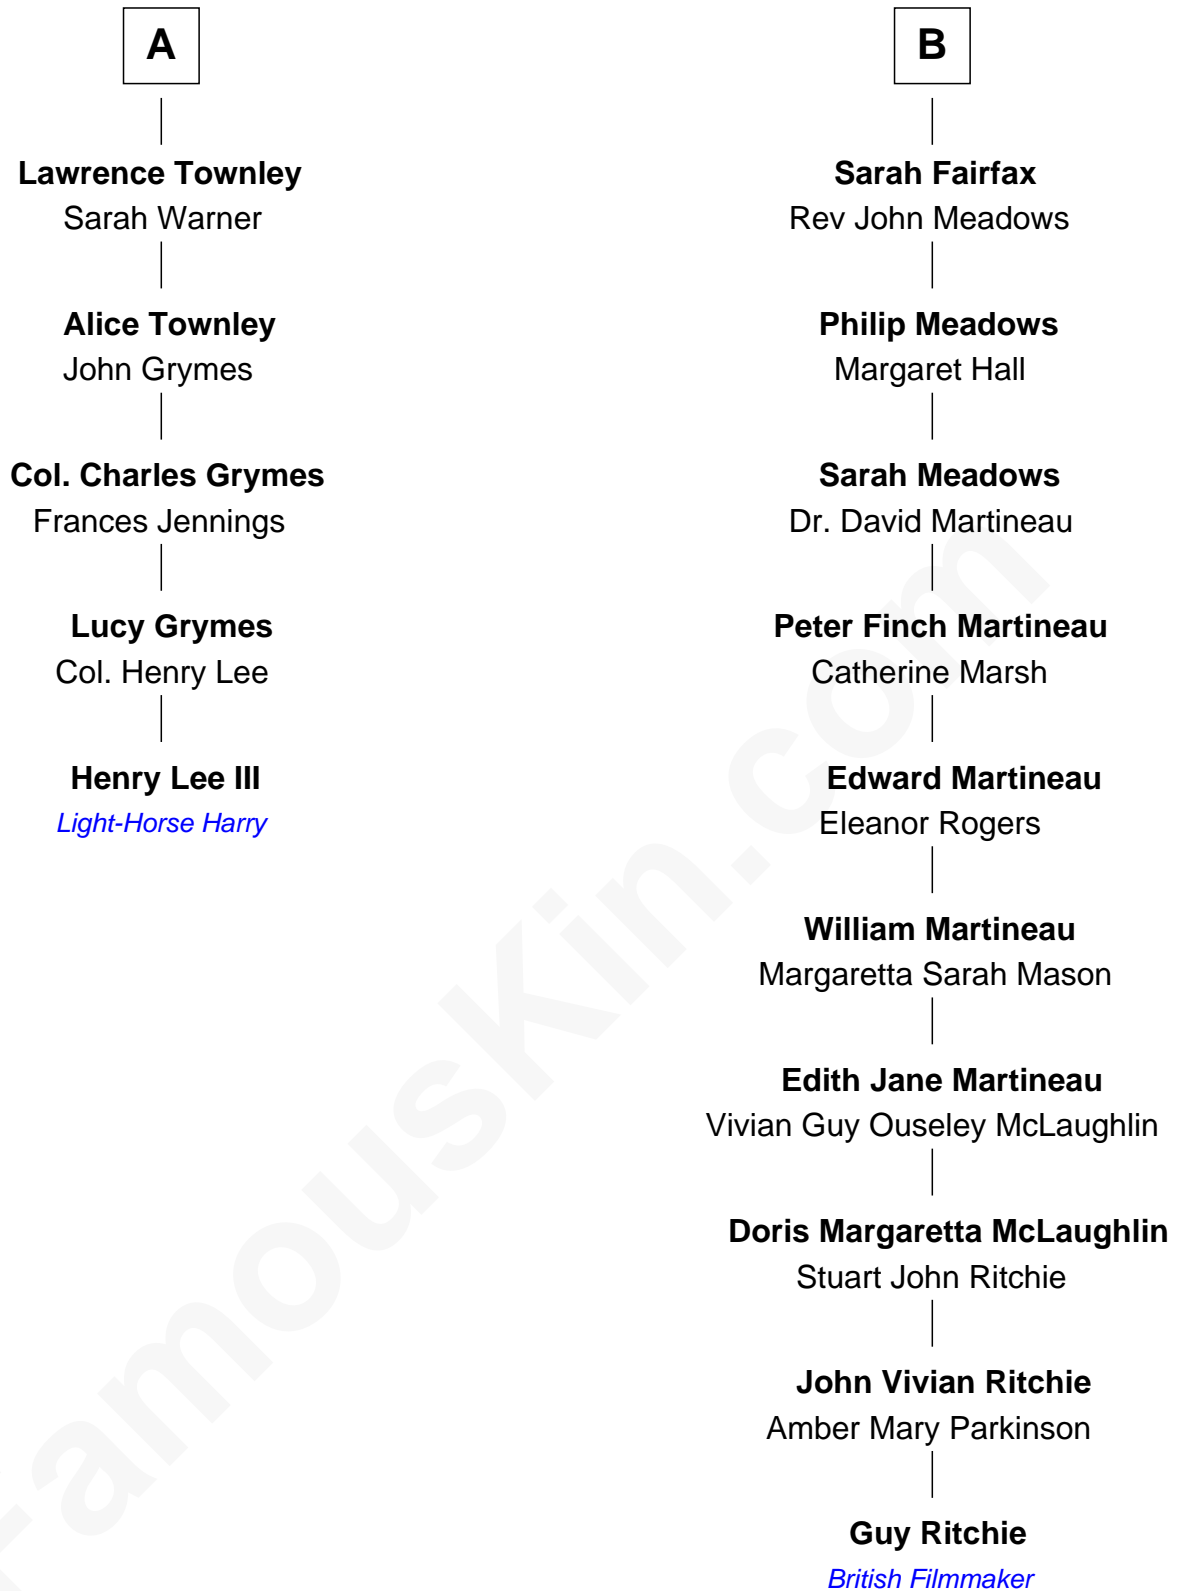 A
Lawrence Townley
Sarah Warner
Alice Townley
John Grymes
Col. Charles Grymes
Frances Jennings
Lucy Grymes
Col. Henry Lee
Henry Lee III
Light-Horse Harry
B
Sarah Fairfax
Rev John Meadows
Philip Meadows
Margaret Hall
Sarah Meadows
Dr. David Martineau
Peter Finch Martineau
Catherine Marsh
Edward Martineau
Eleanor Rogers
William Martineau
Margaretta Sarah Mason
Edith Jane Martineau
Vivian Guy Ouseley McLaughlin
Doris Margaretta McLaughlin
Stuart John Ritchie
John Vivian Ritchie
Amber Mary Parkinson
Guy Ritchie
British Filmmaker
FamousKin.com